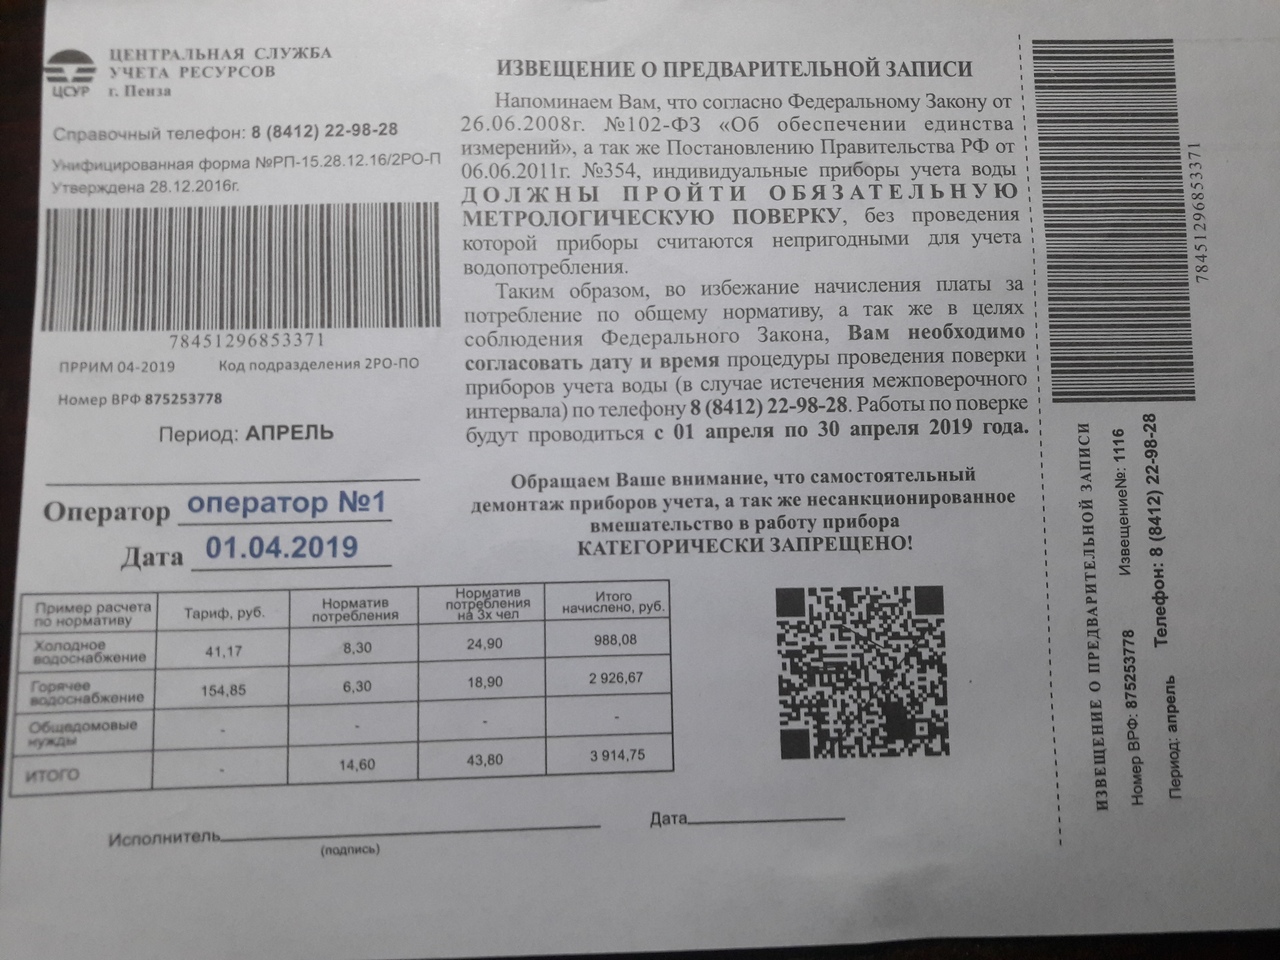 ЦЕНТРАЛЬНАЯ СЛУЖБА
УЧЕТА РЕСУРСОВ
г. Пенза
ЦСУР
Справочный телефон: 8 (8412) 22-98-28
Унифицированная форма №РП-15.28.12.16/2РО-П
Утверждена 28.12.2016г.
78451296853371
ПРРИМ 04-2019 Код подразделения 2РО-ПО
Номер ВРФ 875253778
Период: АПРЕЛЬ
Оператор оператор №1
Дата 01.04.2019
ИЗВЕЩЕНИЕ О ПРЕДВАРИТЕЛЬНОЙ ЗАПИСИ
Напоминаем Вам, что согласно Федеральному Закону от
26.06.2008г. №102-ФЗ «Об обеспечении единства
измерений», а так же Постановлению Правительства РФ от
06.06.2011г. №354, индивидуальные приборы учета воды
ДОЛЖНЫ ПРОЙТИ ОБЯЗАТЕЛЬНУЮ
МЕТРОЛОГИЧЕСКУЮ ПОВЕРКУ, без проведения
которой приборы считаются непригодными для учета
водопотребления.
Таким образом, во избежание начисления платы за
потребление по общему нормативу, а так же в целях
соблюдения Федерального Закона, Вам необходимо
согласовать дату и время процедуры проведения поверки
приборов учета воды (в случае истечения межповерочного
интервала) по телефону 8 (8412) 22-98-28. Работы по поверке
будут проводиться с 01 апреля по 30 апреля 2019 года.
Обращаем Ваше внимание, что самостоятельный
демонтаж приборов учета, а так же несанкционированное
вмешательство в работу прибора
КАТЕГОРИЧЕСКИ ЗАПРЕЩЕНО!
Пример расчета по нормативу Тариф, руб. Норматив потребления Норматив потребления на 3х чел Итого начислено, руб.
Холодное водоснабжение 41,17 8,30 24,90 988,08
Горячее водоснабжение 154,85 6,30 18,90 2 926,67
Общедомовые нужды - - - -
ИТОГО - 14,60 43,80 3 914,75
Исполнитель
(подпись)
Дата
78451296853371
ИЗВЕЩЕНИЕ О ПРЕДВАРИТЕЛЬНОЙ ЗАПИСИ
Номер ВРФ: 875253778 Извещение№: 1116
Период: апрель Телефон: 8 (8412) 22-98-28